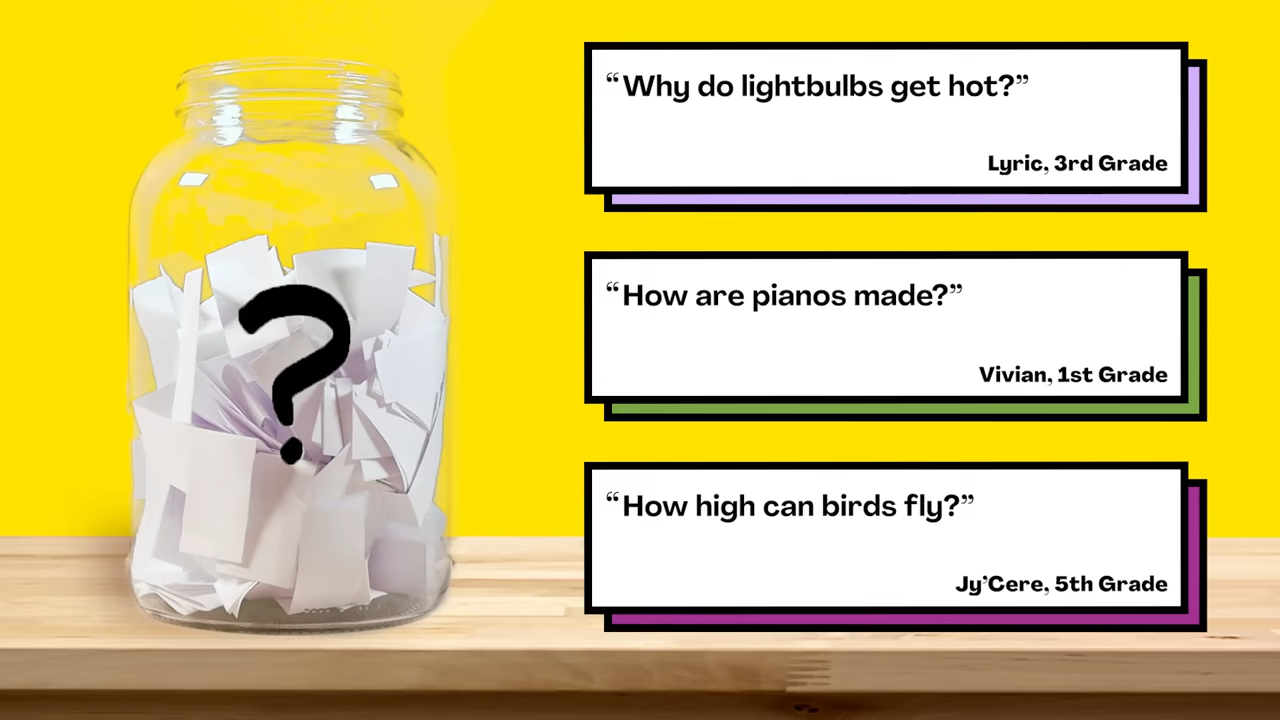 ?
“Why do lightbulbs get hot?”
Lyric, 3rd Grade
“How are pianos made?”
Vivian, 1st Grade
“How high can birds fly?”
Jy’Cere, 5th Grade